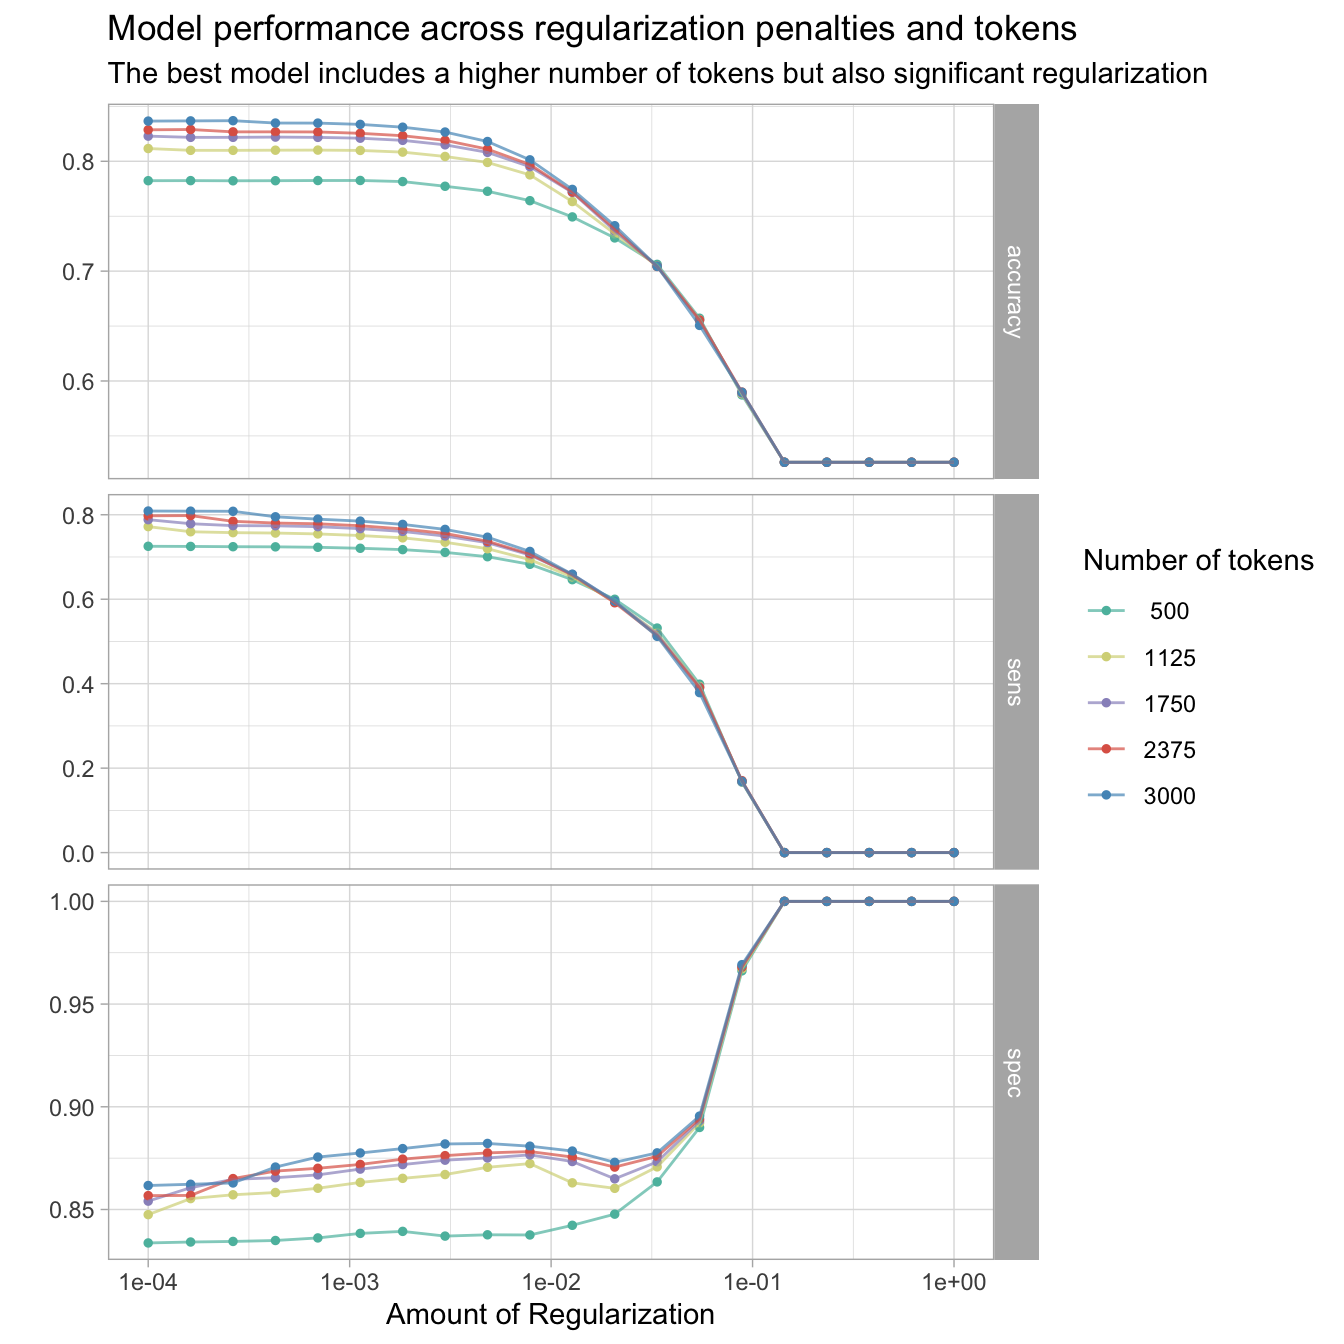 Model performance across regularization penalties and tokens
The best model includes a higher number of tokens but also significant regularization
0.8
0.7
0.6
accuracy
0.8
0.6
0.4
0.2
0.0
sens
1.00
0.95
0.90
0.85
spec
1e-04 1e-03 1e-02 1e-01 1e+00
Amount of Regularization
Number of tokens
500
1125
1750
2375
3000